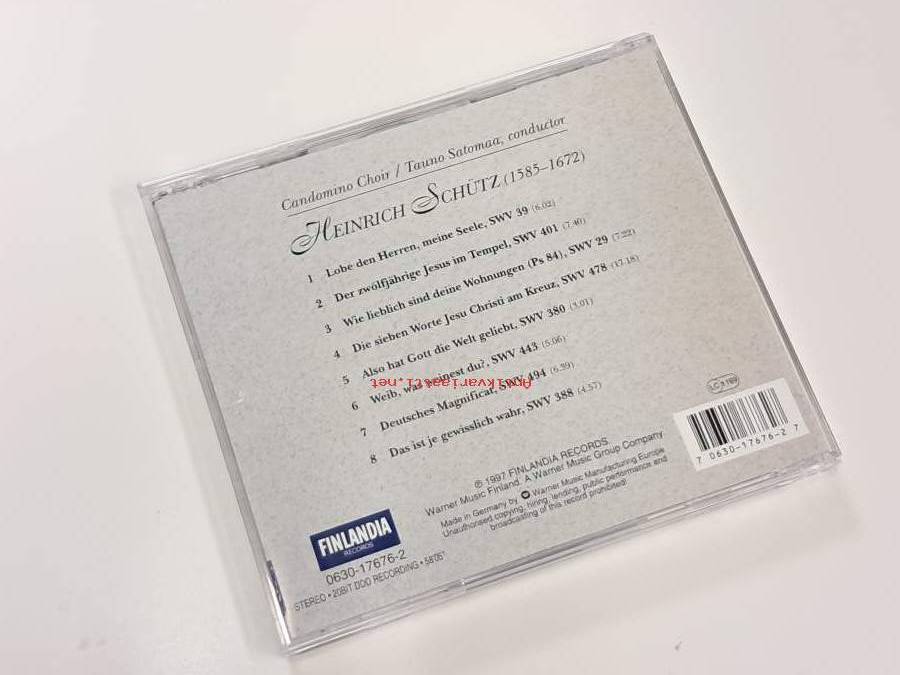 Candomino Choir / Tauno Satomaa, conductor
HEINRICH SCHÜTZ (1585–1672)
1 Lobe den Herren, meine Seele, SWV 39 (6.02)
2 Der zwölfjährige Jesus im Tempel, SWV 401 (7.40)
3 Wie lieblich sind deine Wohnungen (Ps 84), SWV 29 (7.22)
4 Die sieben Worte Jesu Christi am Kreuz, SWV 478 (17.18)
5 Also hat Gott die Welt geliebt, SWV 380 (3.01)
6 Weib, was weinest du?, SWV 443 (5.06)
7 Deutsches Magnificat, SWV 494 (6.39)
8 Das ist je gewisslich wahr, SWV 388 (4.57)
Antikvariaatti.net
LC 3169
7 0630-17676-2 7
℗ 1997 FINLANDIA RECORDS
Warner Music Finland. A Warner Music Group Company
Made in Germany by Warner Music Manufacturing Europe
Unauthorised copying, hiring, lending, public performance and
broadcasting of this record prohibited!
FINLANDIA
RECORDS
0630-17676-2
STEREO • 20BIT DDD RECORDING • 58'05"